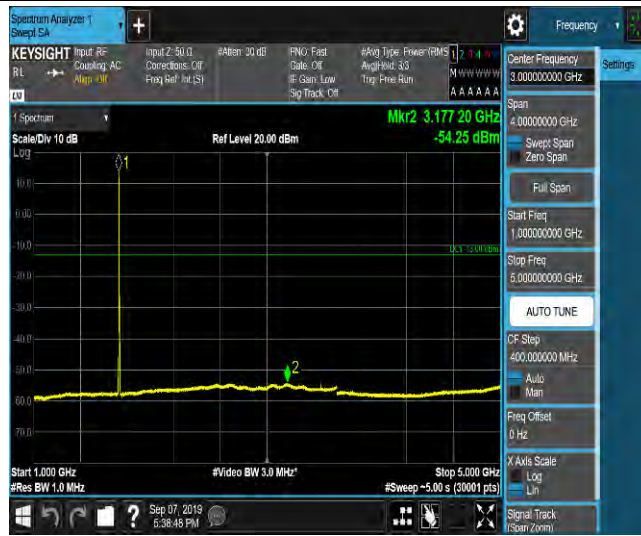 Spectrum Analyzer 1
Swept SA
Frequency
KEYSIGHT
RL
Input: RF
Coupling: AC
Align: Off
Input Z: 50 Ω
Corrections: Off
Freq Ref: Int (S)
#Atten: 30 dB
PNO: Fast
Gate: Off
IF Gain: Low
Sig Track: Off
#Avg Type: Power (RMS
Avg|Hold: 3/3
Trig: Free Run
M W W W W W
A A A A A A
Settings
1 Spectrum
Scale/Div 10 dB
Log
Ref Level 20.00 dBm
Mkr2 3.177 20 GHz
-54.25 dBm
1
10.0
0.00
-10.0
DL1 -13.00 dBm
-20.0
-30.0
-40.0
2
-60.0
-70.0
Start 1.000 GHz
#Video BW 3.0 MHz*
Stop 5.000 GHz
#Res BW 1.0 MHz
#Sweep ~5.00 s (30001 pts)
Center Frequency
3.000000000 GHz
Span
4.00000000 GHz
Swept Span
Zero Span
Full Span
Start Freq
1.000000000 GHz
Stop Freq
5.000000000 GHz
AUTO TUNE
CF Step
400.000000 MHz
Auto
Man
Freq Offset
0 Hz
X Axis Scale
Log
Lin
Signal Track
(Span Zoom)
?
Sep 07, 2019
5:38:48 PM